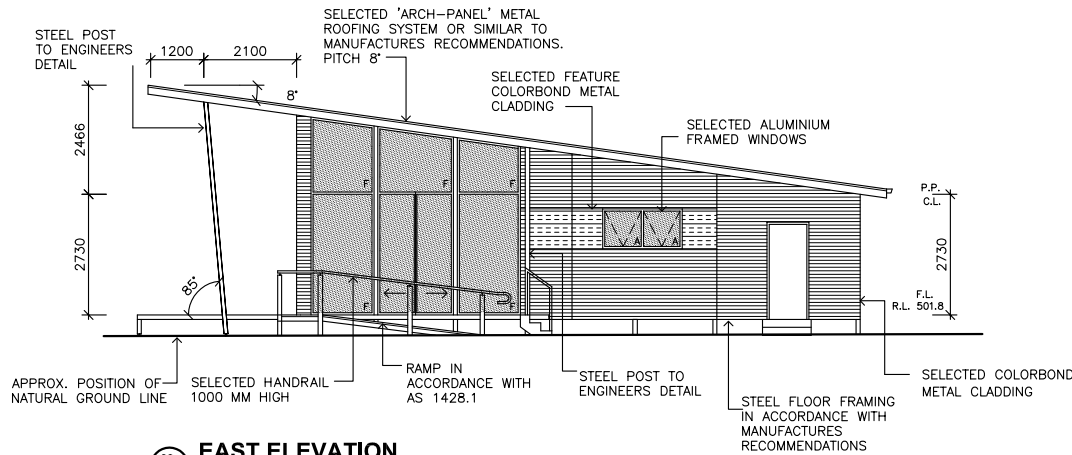 SELECTED 'ARCH-PANEL' METAL
ROOFING SYSTEM OR SIMILAR TO
MANUFACTURES RECOMMENDATIONS.
PITCH 8°
STEEL POST
TO ENGINEERS
DETAIL
1200
2100
8°
SELECTED FEATURE
COLORBOND METAL
CLADDING
SELECTED ALUMINIUM
FRAMED WINDOWS
2466
2730
85°
F
F
F
F
F
F
A
A
P.P.
C.L.
2730
F.L.
R.L. 501.8
APPROX. POSITION OF
NATURAL GROUND LINE
SELECTED HANDRAIL
1000 MM HIGH
RAMP IN
ACCORDANCE WITH
AS 1428.1
STEEL POST TO
ENGINEERS DETAIL
STEEL FLOOR FRAMING
IN ACCORDANCE WITH
MANUFACTURES
RECOMMENDATIONS
SELECTED COLORBOND
METAL CLADDING
EAST ELEVATION